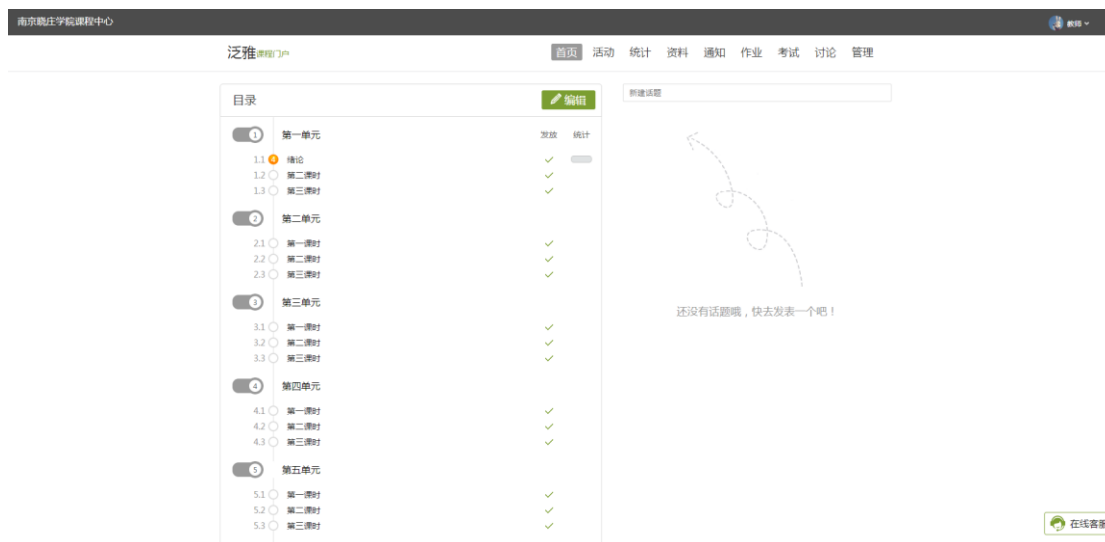 南京晓庄学院课程中心 教师
泛雅课程门户 首页 活动 统计 资料 通知 作业 考试 讨论 管理
目录 编辑
新建话题
1 第一单元 发放 统计
1.1 4 绪论
1.2 第二课时
1.3 第三课时
2 第二单元
2.1 第一课时
2.2 第二课时
2.3 第三课时
3 第三单元
3.1 第一课时
3.2 第二课时
3.3 第三课时
4 第四单元
4.1 第一课时
4.2 第二课时
4.3 第三课时
5 第五单元
5.1 第一课时
5.2 第二课时
5.3 第三课时
还没有话题哦，快去发表一个吧！
在线客服